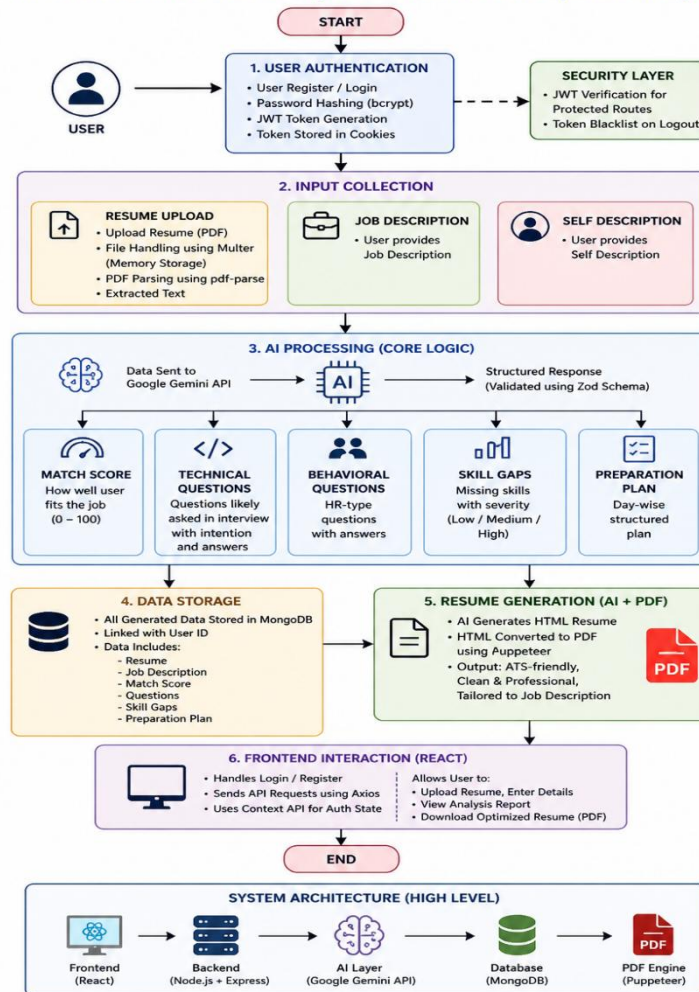 START
USER
1. USER AUTHENTICATION
• User Register / Login
• Password Hashing (bcrypt)
• JWT Token Generation
• Token Stored in Cookies
SECURITY LAYER
• JWT Verification for
Protected Routes
• Token Blacklist on Logout
2. INPUT COLLECTION
RESUME UPLOAD
• Upload Resume (PDF)
• File Handling using Multer
(Memory Storage)
• PDF Parsing using pdf-parse
• Extracted Text
JOB DESCRIPTION
• User provides
Job Description
SELF DESCRIPTION
• User provides
Self Description
3. AI PROCESSING (CORE LOGIC)
Data Sent to
Google Gemini API
AI
Structured Response
(Validated using Zod Schema)
MATCH SCORE
How well user
fits the job
(0 – 100)
</>
TECHNICAL
QUESTIONS
Questions likely
asked in interview
with intention
and answers
BEHAVIORAL
QUESTIONS
HR-type
questions
with answers
SKILL GAPS
Missing skills
with severity
(Low / Medium /
High)
PREPARATION
PLAN
Day-wise
structured
plan
4. DATA STORAGE
• All Generated Data Stored in MongoDB
• Linked with User ID
• Data Includes:
- Resume
- Job Description
- Match Score
- Questions
- Skill Gaps
- Preparation Plan
5. RESUME GENERATION (AI + PDF)
• AI Generates HTML Resume
• HTML Converted to PDF
using Auppeteer
• Output: ATS-friendly,
Clean & Professional,
Tailored to Job Description
PDF
6. FRONTEND INTERACTION (REACT)
• Handles Login / Register
• Sends API Requests using Axios
• Uses Context API for Auth State
Allows User to:
• Upload Resume, Enter Details
• View Analysis Report
• Download Optimized Resume (PDF)
END
SYSTEM ARCHITECTURE (HIGH LEVEL)
Frontend
(React)
Backend
(Node.js + Express)
AI Layer
(Google Gemini API)
Database
(MongoDB)
PDF
PDF Engine
(Puppeteer)